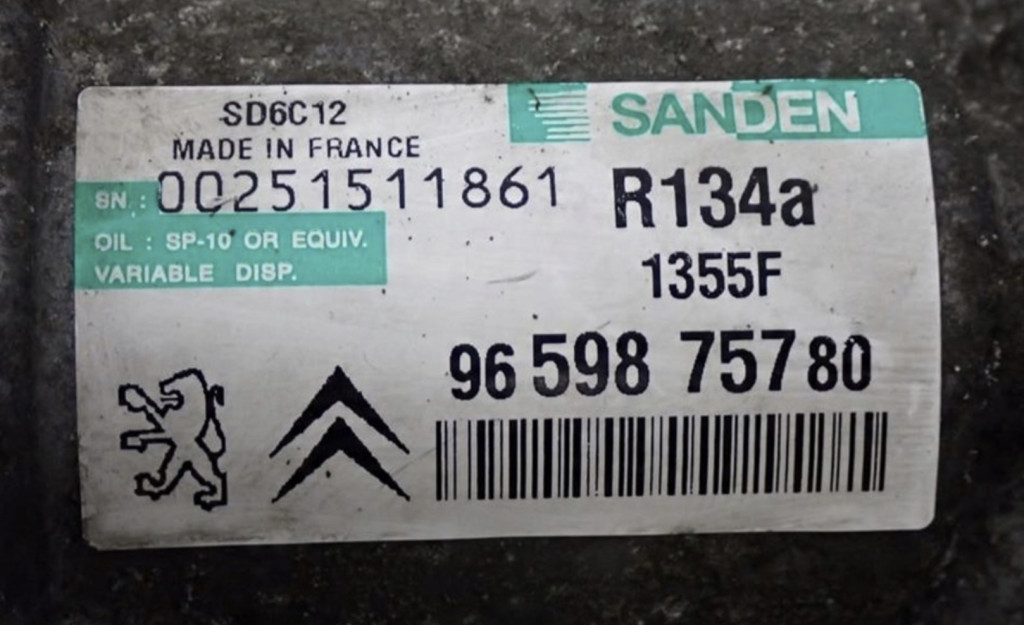 SD6C12
MADE IN FRANCE
SANDEN
SN.: 00251511861
R134a
OIL : SP-10 OR EQUIV.
VARIABLE DISP.
1355F
96 598 757 80